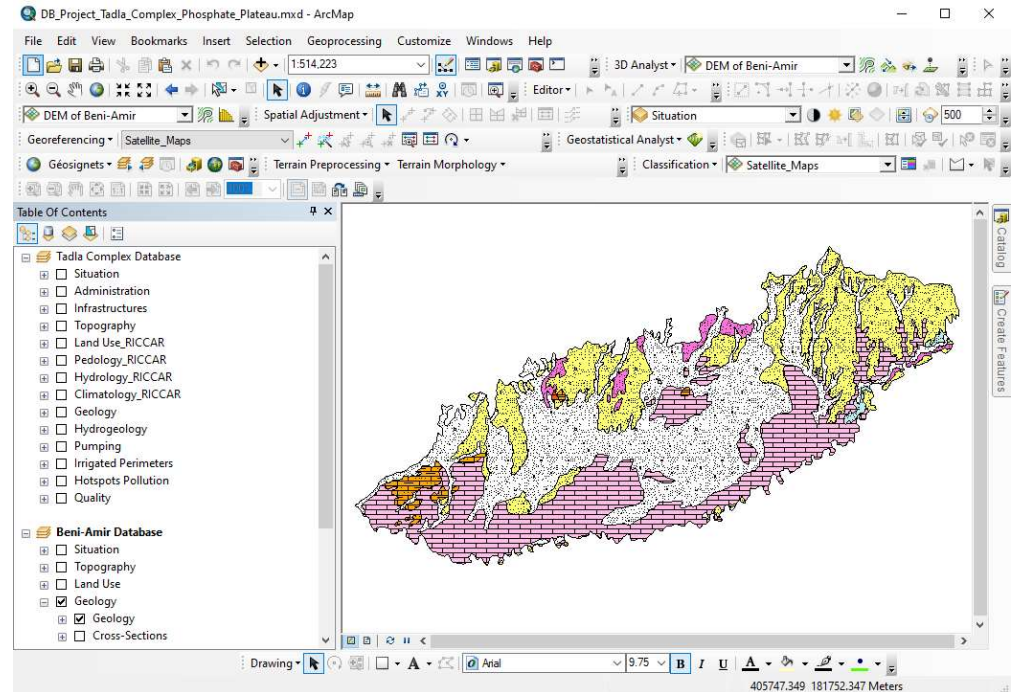 DB_Project_Tadla_Complex_Phosphate_Plateau.mxd - ArcMap
File Edit View Bookmarks Insert Selection Geoprocessing Customize Windows Help
1:514,223 3D Analyst DEM of Beni-Amir
Editor
DEM of Beni-Amir Spatial Adjustment Situation 500
Georeferencing Satellite_Maps Geostatistical Analyst
Géosignets Terrain Preprocessing Terrain Morphology Classification Satellite_Maps
Table Of Contents
Tadla Complex Database
Situation
Administration
Infrastructures
Topography
Land Use_RICCAR
Pedology_RICCAR
Hydrology_RICCAR
Climatology_RICCAR
Geology
Hydrogeology
Pumping
Irrigated Perimeters
Hotspots Pollution
Quality
Beni-Amir Database
Situation
Topography
Land Use
Geology
Geology
Cross-Sections
Catalog
Create Features
Drawing A Arial 9.75 B I U A
405747.349 181752.347 Meters